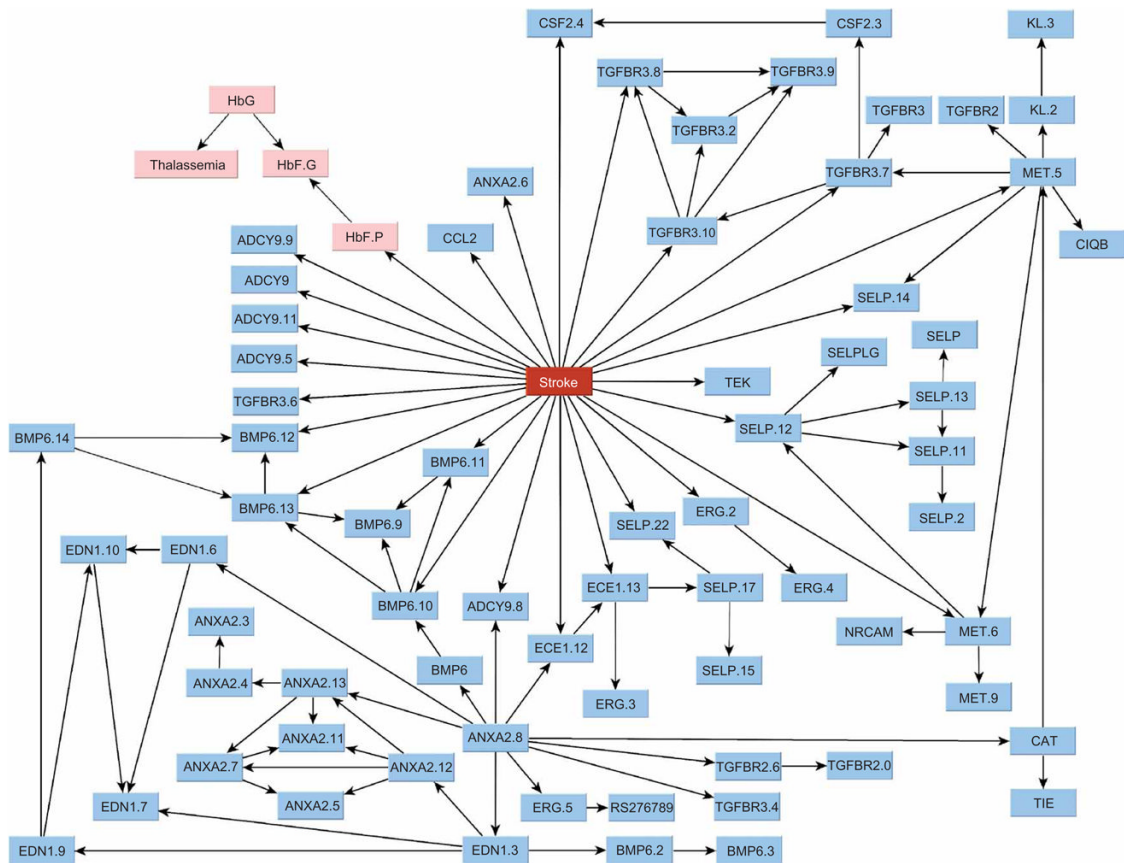 CSF2.4
CSF2.3
KL.3
TGFBR3.8
TGFBR3.9
HbG
TGFBR3
TGFBR2
KL.2
TGFBR3.2
Thalassemia
HbF.G
ANXA2.6
TGFBR3.7
MET.5
ADCY9.9
HbF.P
CCL2
TGFBR3.10
CIQB
ADCY9
SELP.14
ADCY9.11
SELP
ADCY9.5
SELPLG
Stroke
TEK
TGFBR3.6
SELP.13
BMP6.14
BMP6.12
SELP.12
BMP6.11
SELP.11
BMP6.13
BMP6.9
SELP.22
ERG.2
SELP.2
EDN1.10
EDN1.6
ECE1.13
SELP.17
ERG.4
BMP6.10
ADCY9.8
ANXA2.3
ECE1.12
NRCAM
MET.6
BMP6
SELP.15
ANXA2.4
ANXA2.13
ERG.3
MET.9
ANXA2.11
ANXA2.8
CAT
ANXA2.7
ANXA2.12
TGFBR2.6
TGFBR2.0
EDN1.7
ANXA2.5
ERG.5
RS276789
TGFBR3.4
TIE
EDN1.9
EDN1.3
BMP6.2
BMP6.3